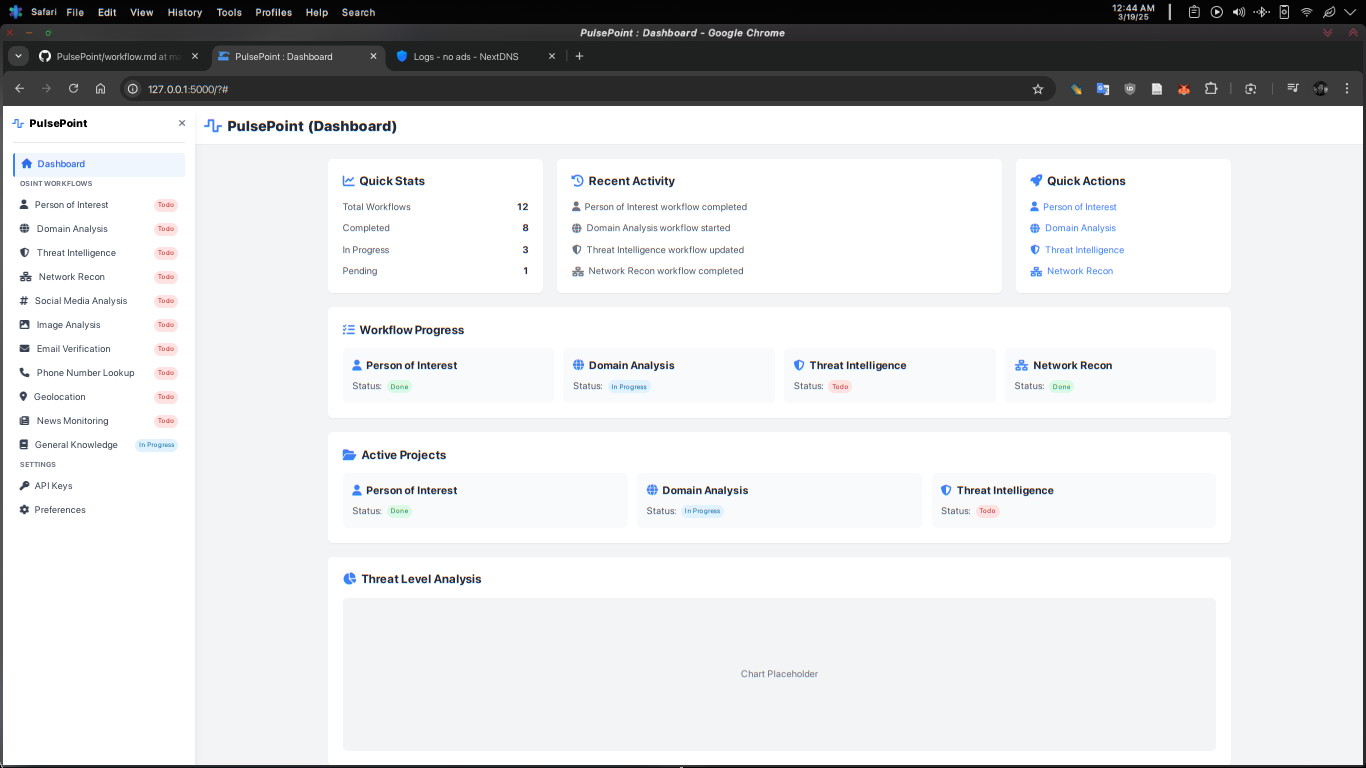 Safari File Edit View History Tools Profiles Help Search
12:44 AM
3/19/25
PulsePoint : Dashboard - Google Chrome
PulsePoint/workflow.md at ma
PulsePoint : Dashboard
Logs - no ads - NextDNS
127.0.0.1:5000/?#
PulsePoint
Dashboard
OSINT WORKFLOWS
Person of Interest Todo
Domain Analysis Todo
Threat Intelligence Todo
Network Recon Todo
Social Media Analysis Todo
Image Analysis Todo
Email Verification Todo
Phone Number Lookup Todo
Geolocation Todo
News Monitoring Todo
General Knowledge In Progress
SETTINGS
API Keys
Preferences
PulsePoint (Dashboard)
Quick Stats
Total Workflows 12
Completed 8
In Progress 3
Pending 1
Recent Activity
Person of Interest workflow completed
Domain Analysis workflow started
Threat Intelligence workflow updated
Network Recon workflow completed
Quick Actions
Person of Interest
Domain Analysis
Threat Intelligence
Network Recon
Workflow Progress
Person of Interest
Status: Done
Domain Analysis
Status: In Progress
Threat Intelligence
Status: Todo
Network Recon
Status: Done
Active Projects
Person of Interest
Status: Done
Domain Analysis
Status: In Progress
Threat Intelligence
Status: Todo
Threat Level Analysis
Chart Placeholder